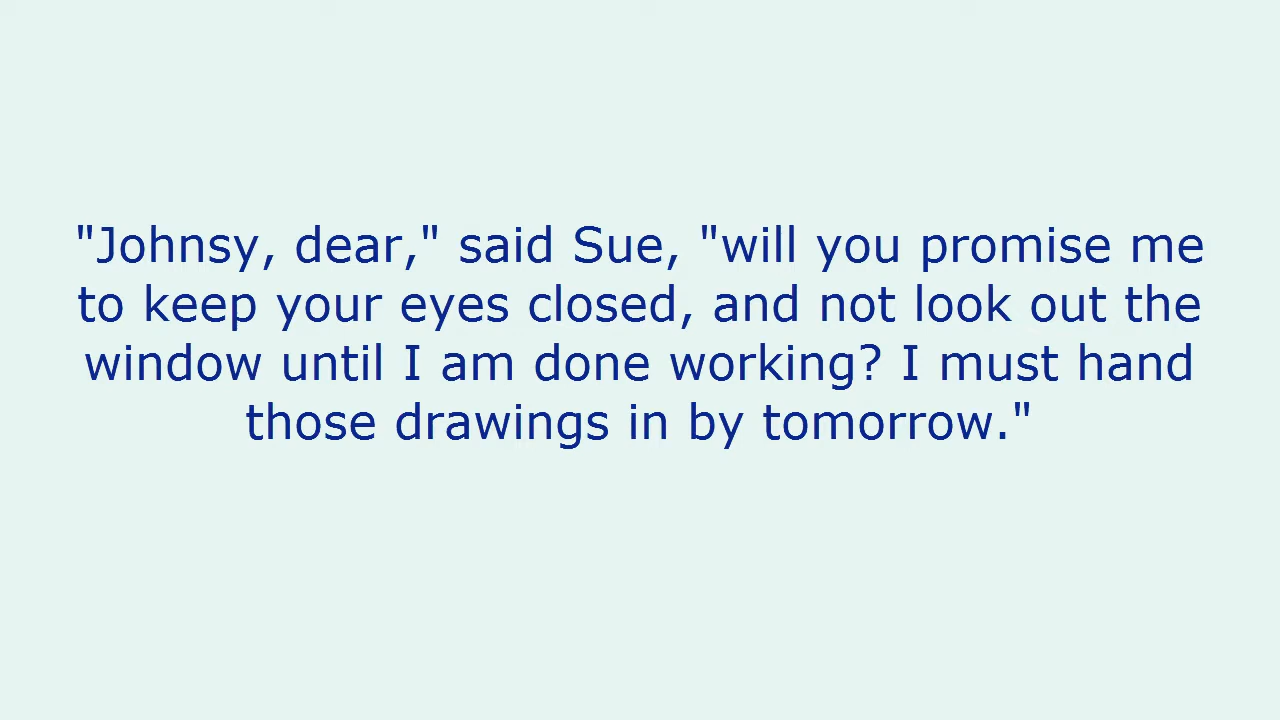 "Johnsy, dear," said Sue, "will you promise me
to keep your eyes closed, and not look out the
window until I am done working? I must hand
those drawings in by tomorrow."